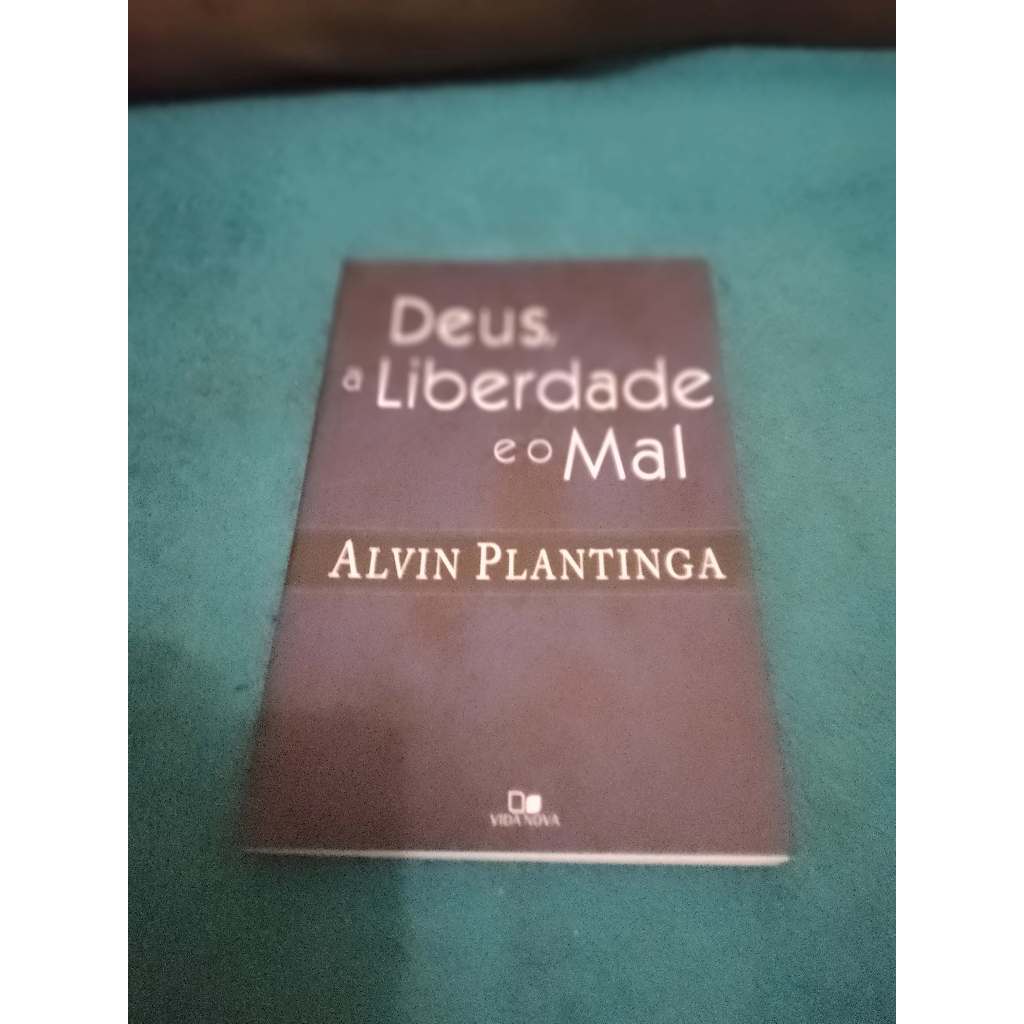 Deus,
a Liberdade
e o Mal
ALVIN PLANTINGA
VIDA NOVA